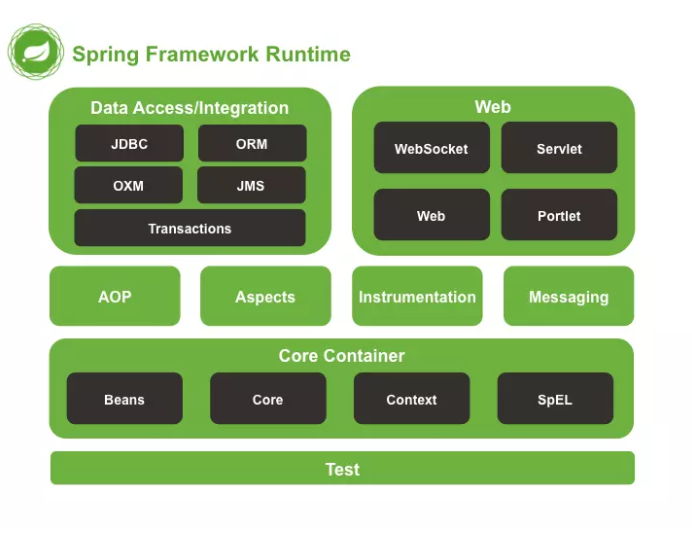 Spring Framework Runtime
Data Access/Integration
JDBC
ORM
OXM
JMS
Transactions
Web
WebSocket
Servlet
Web
Portlet
AOP
Aspects
Instrumentation
Messaging
Core Container
Beans
Core
Context
SpEL
Test